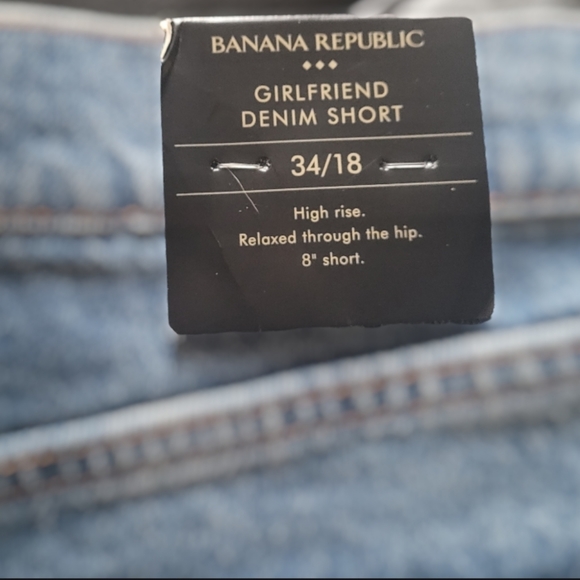 BANANA REPUBLIC
GIRLFRIEND
DENIM SHORT
34/18
High rise.
Relaxed through the hip.
8" short.